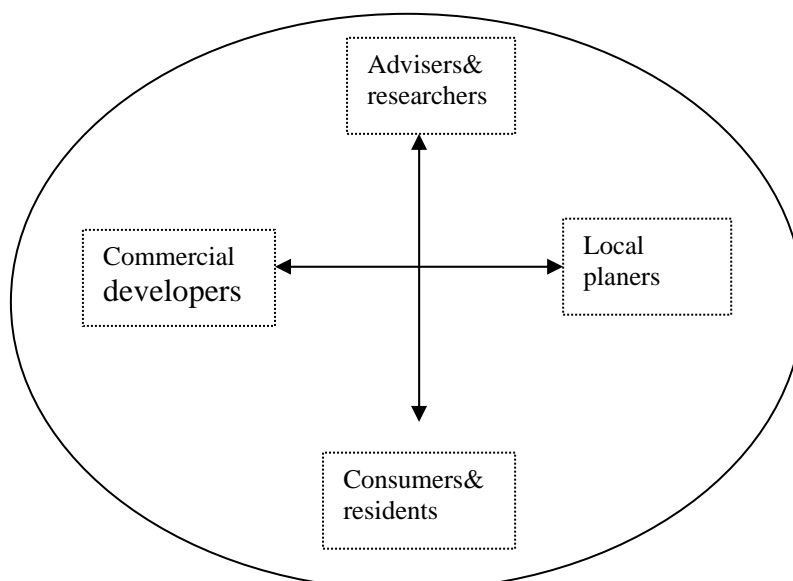 Advisers&
researchers
Commercial
developers
Local
planers
Consumers&
residents